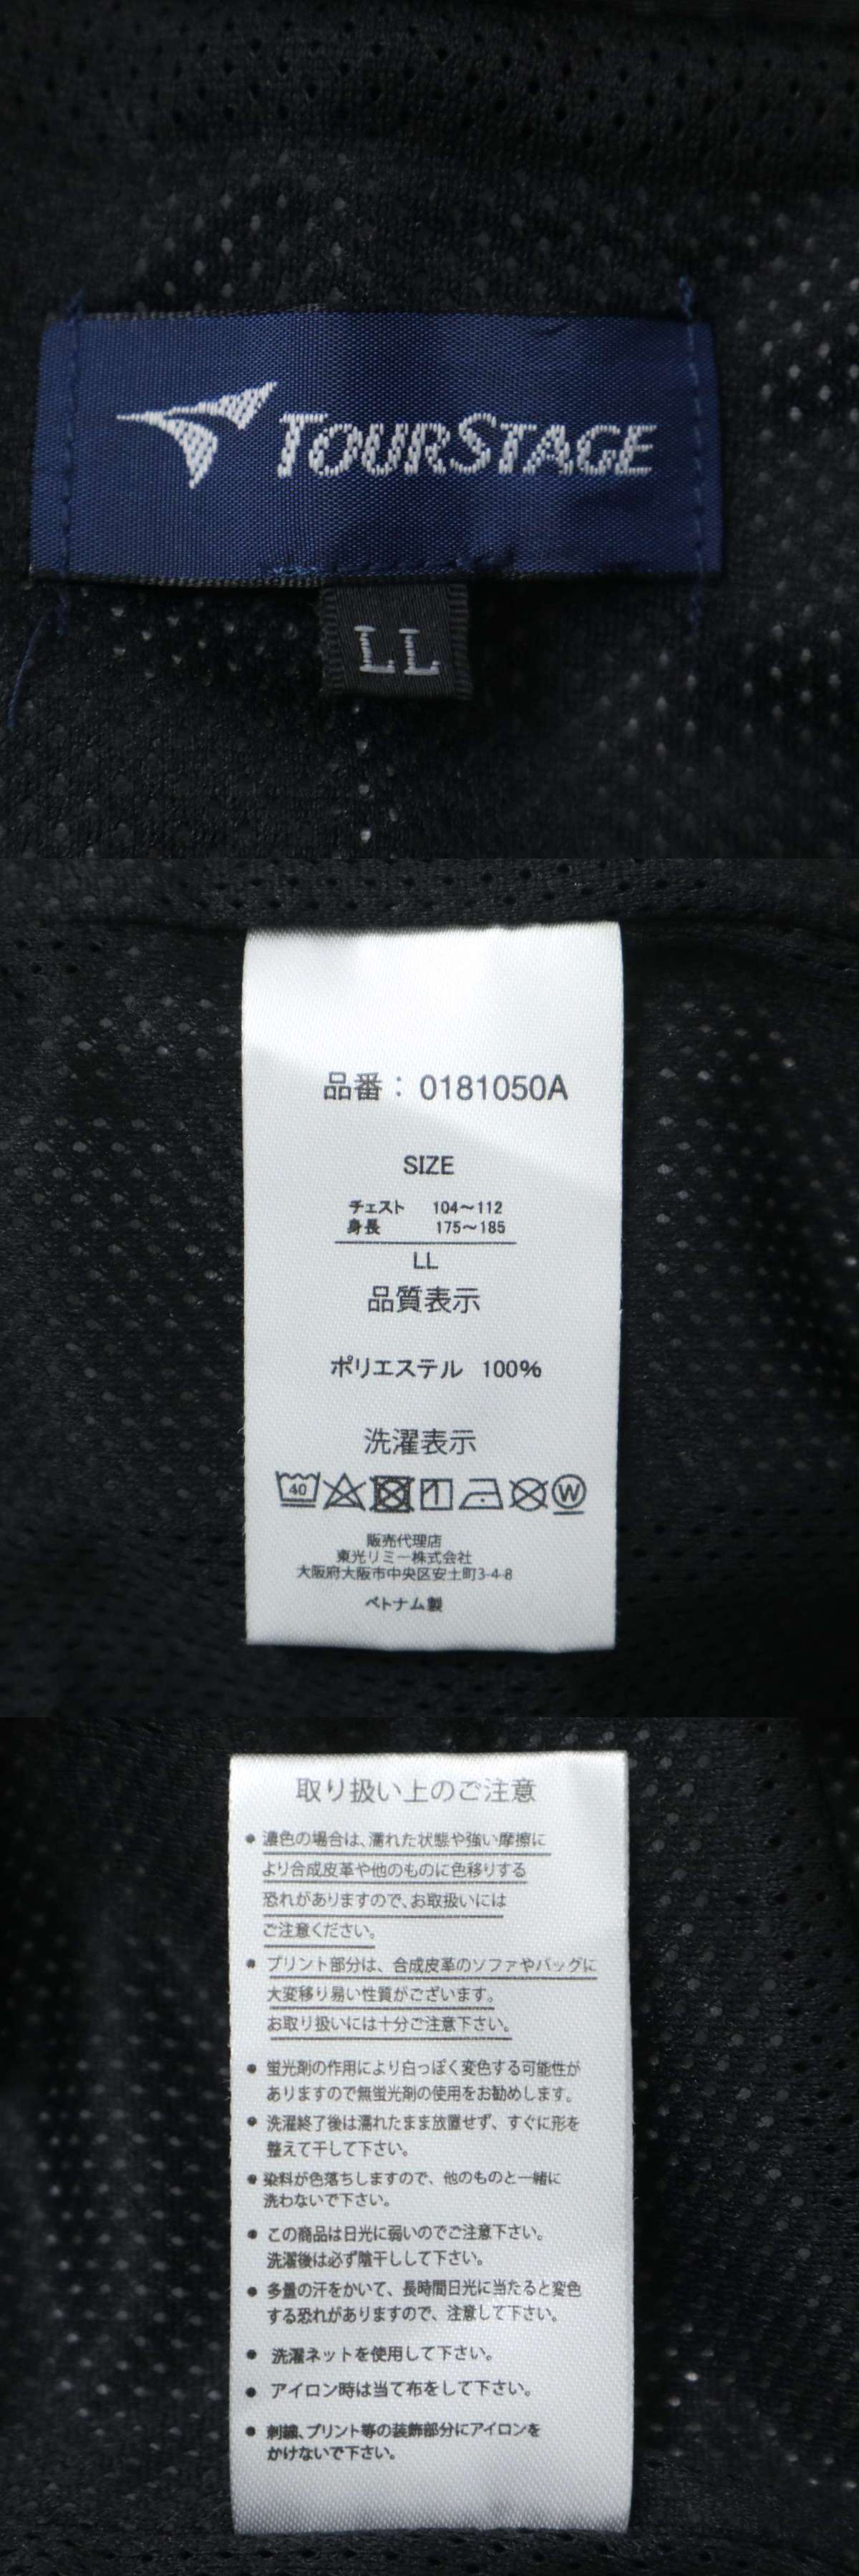 TOURSTAGE
LL
品番： 0181050A
SIZE
チェスト 104～112
身長 175～185
LL
品質表示
ポリエステル 100%
洗濯表示
40 W
販売代理店
東光リミー株式会社
大阪府大阪市中央区安土町3-4-8
ベトナム製
取り扱い上のご注意
● 濃色の場合は、濡れた状態や強い摩擦に
より合成皮革や他のものに色移りする
恐れがありますので、お取扱いには
ご注意ください。
● プリント部分は、合成皮革のソファやバッグに
大変移り易い性質がございます。
お取り扱いには十分ご注意下さい。
● 蛍光剤の作用により白っぽく変色する可能性が
ありますので無蛍光剤の使用をお勧めします。
● 洗濯終了後は濡れたまま放置せず、すぐに形を
整えて干して下さい。
● 染料が色落ちしますので、他のものと一緒に
洗わないで下さい。
● この商品は日光に弱いのでご注意下さい。
洗濯後は必ず陰干しして下さい。
● 多量の汗をかいて、長時間日光に当たると変色
する恐れがありますので、注意して下さい。
● 洗濯ネットを使用して下さい。
● アイロン時は当て布をして下さい。
● 刺繍、プリント等の装飾部分にアイロンを
かけないで下さい。